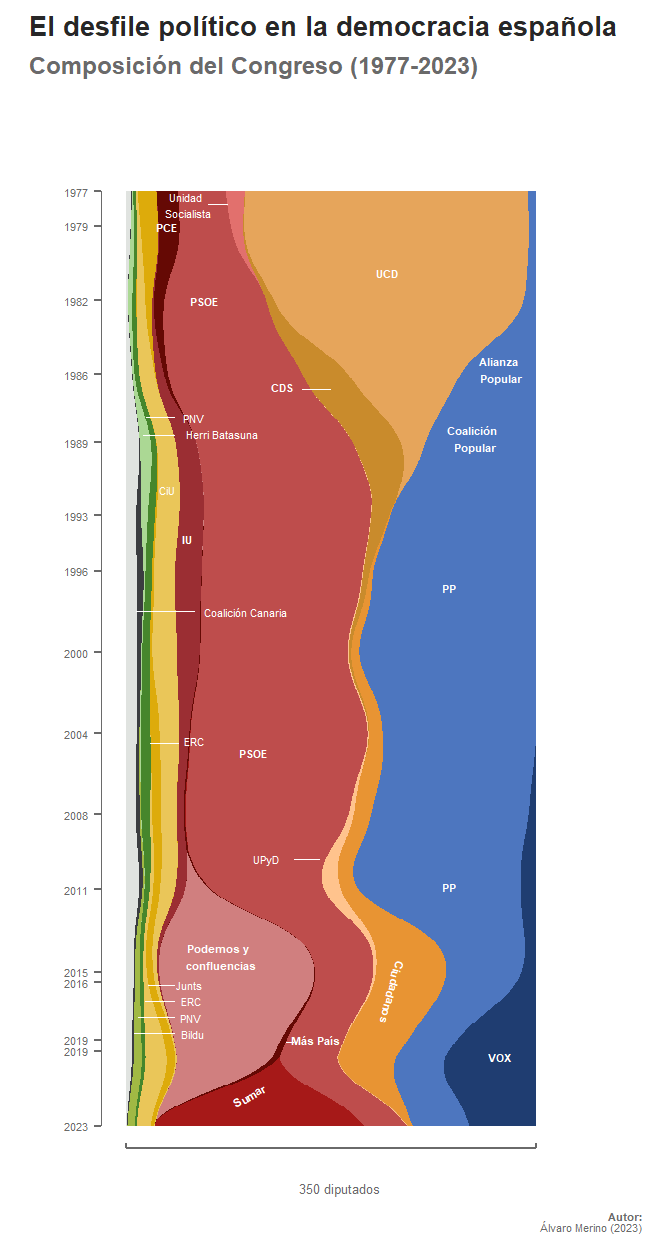 El desfile político en la democracia española
Composición del Congreso (1977-2023)
1977
Unidad
Socialista
1979
PCE
UCD
1982
PSOE
Alianza
Popular
1986
CDS
PNV
Coalición
Popular
Herri Batasuna
1989
CiU
1993
IU
1996
PP
Coalición Canaria
2000
2004
ERC
PSOE
2008
UPyD
2011
PP
Podemos y
confluencias
2015
Ciudadanos
2016
Junts
ERC
PNV
Bildu
2019
Más País
2019
VOX
Sumar
2023
350 diputados
Autor:
Álvaro Merino (2023)